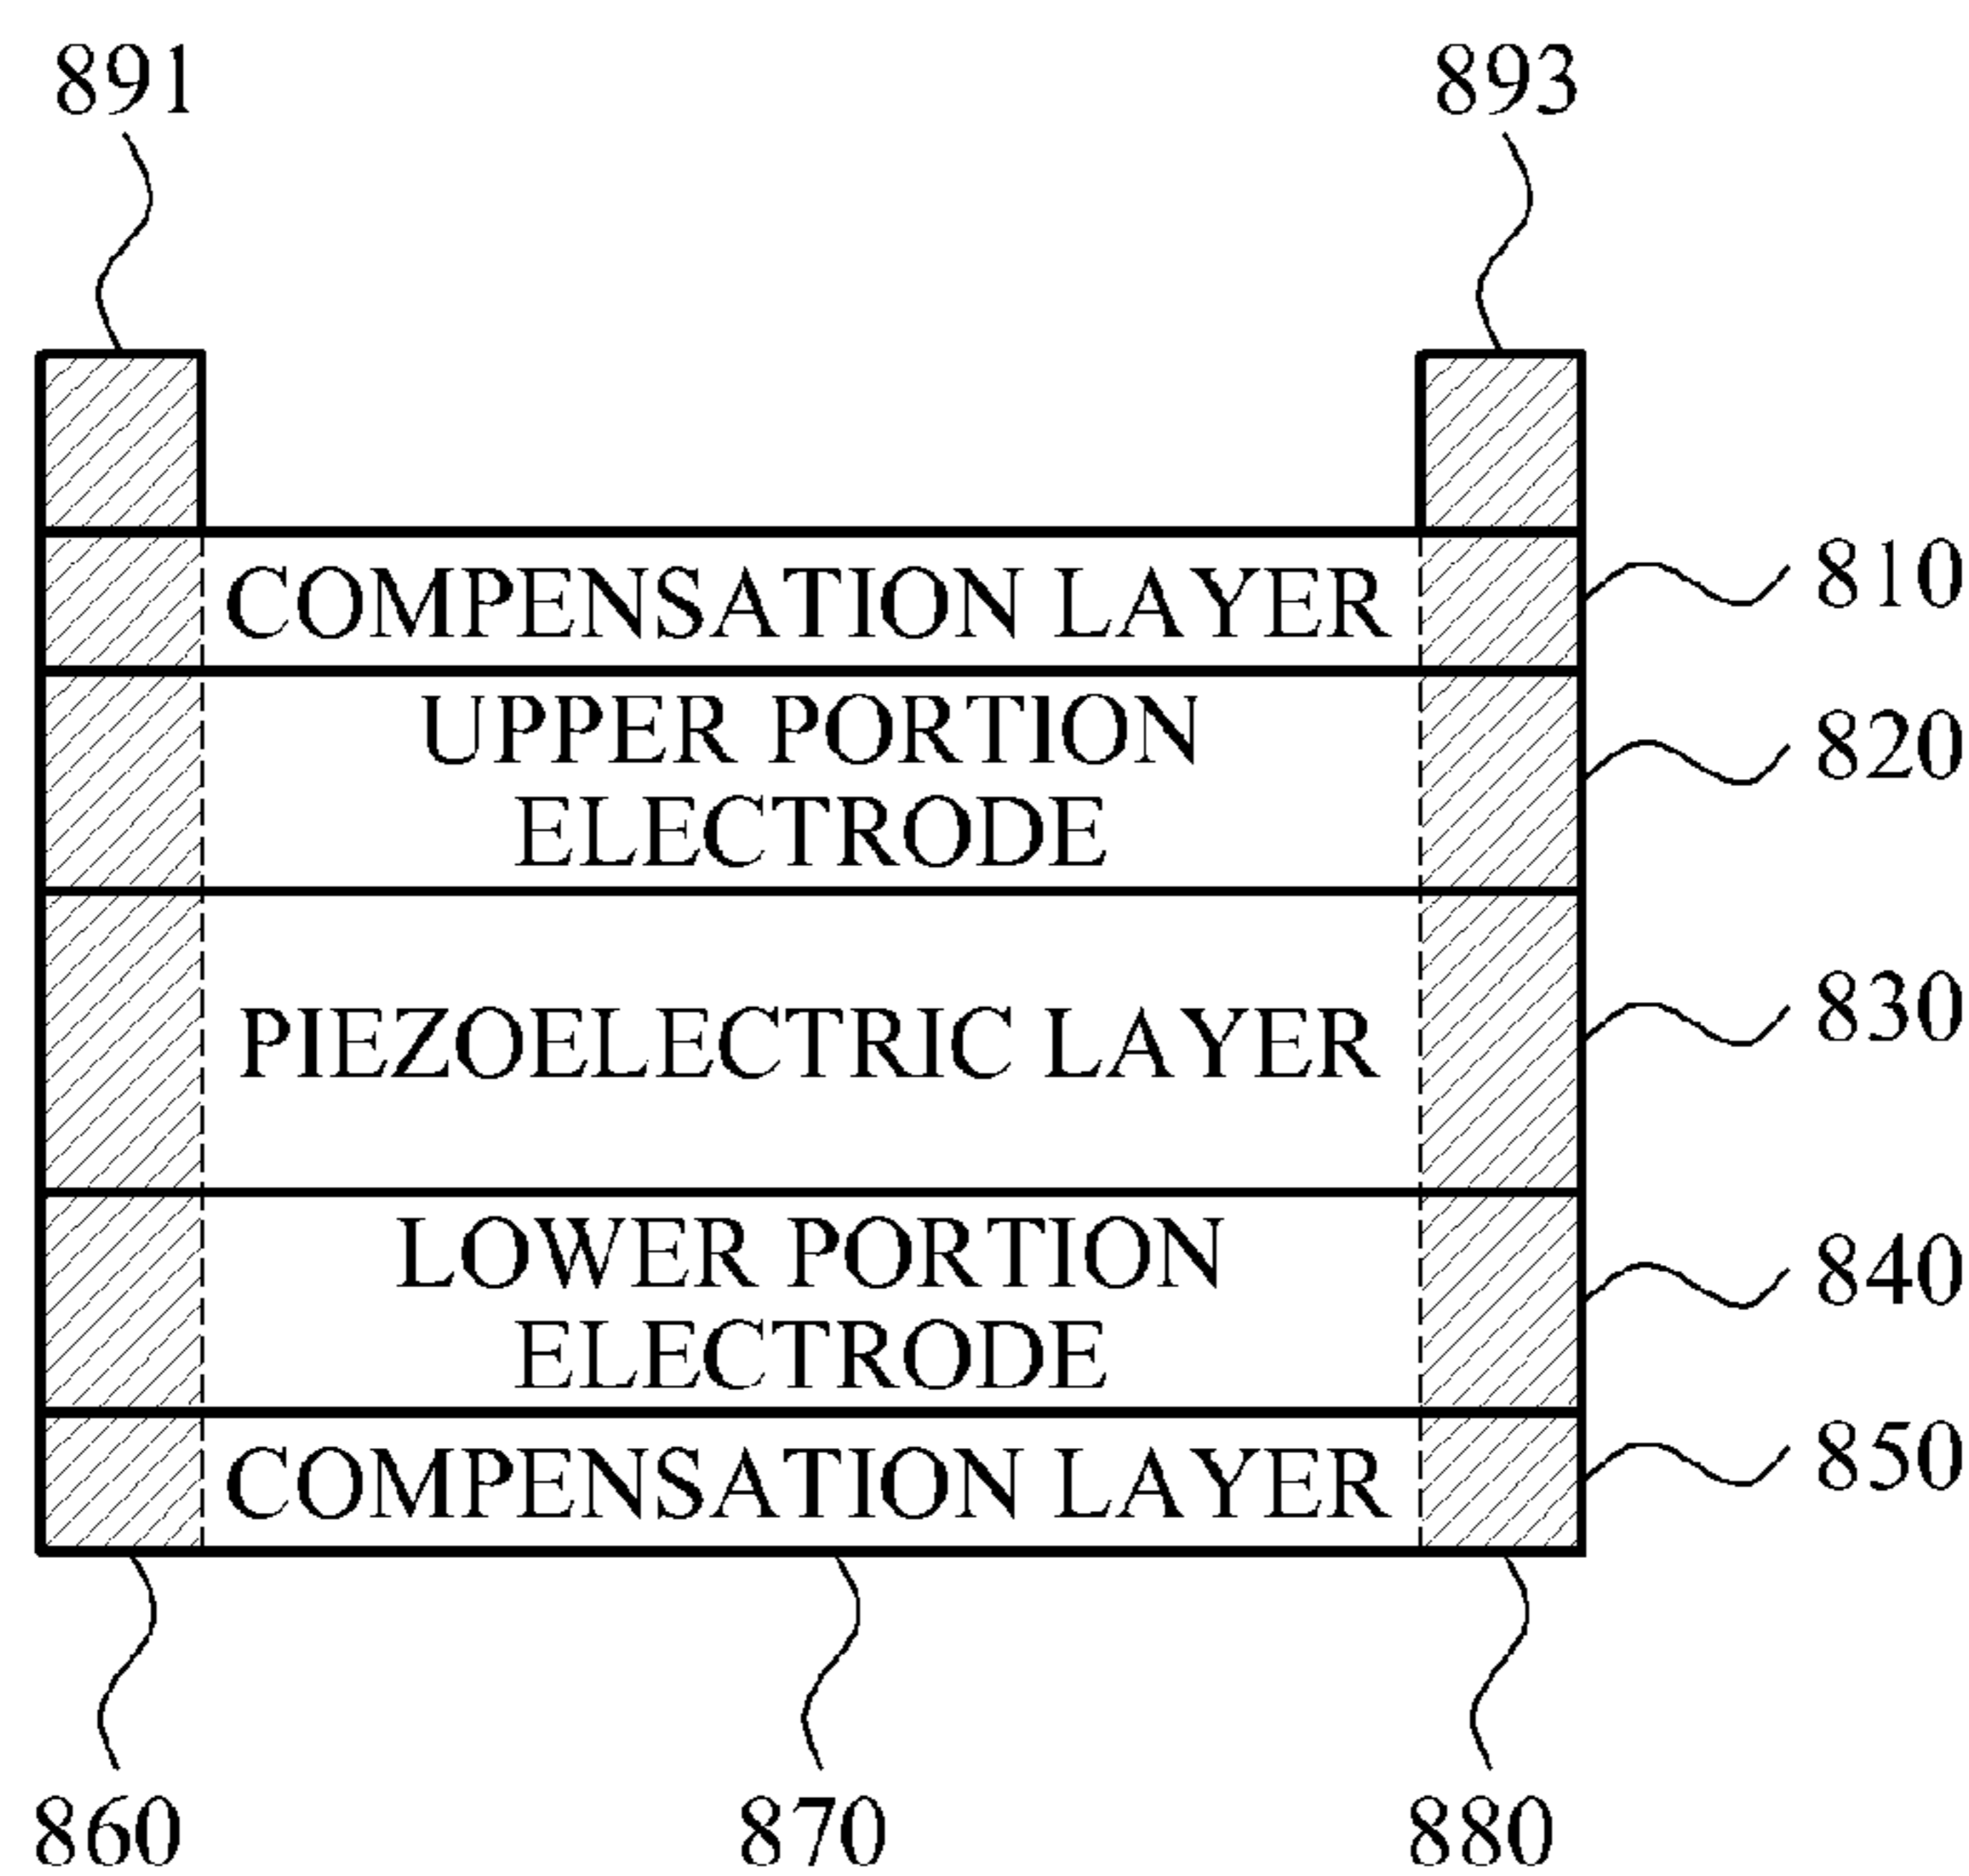 891
893
COMPENSATION LAYER
810
UPPER PORTION
ELECTRODE
820
PIEZOELECTRIC LAYER
830
LOWER PORTION
ELECTRODE
840
COMPENSATION LAYER
850
860
870
880